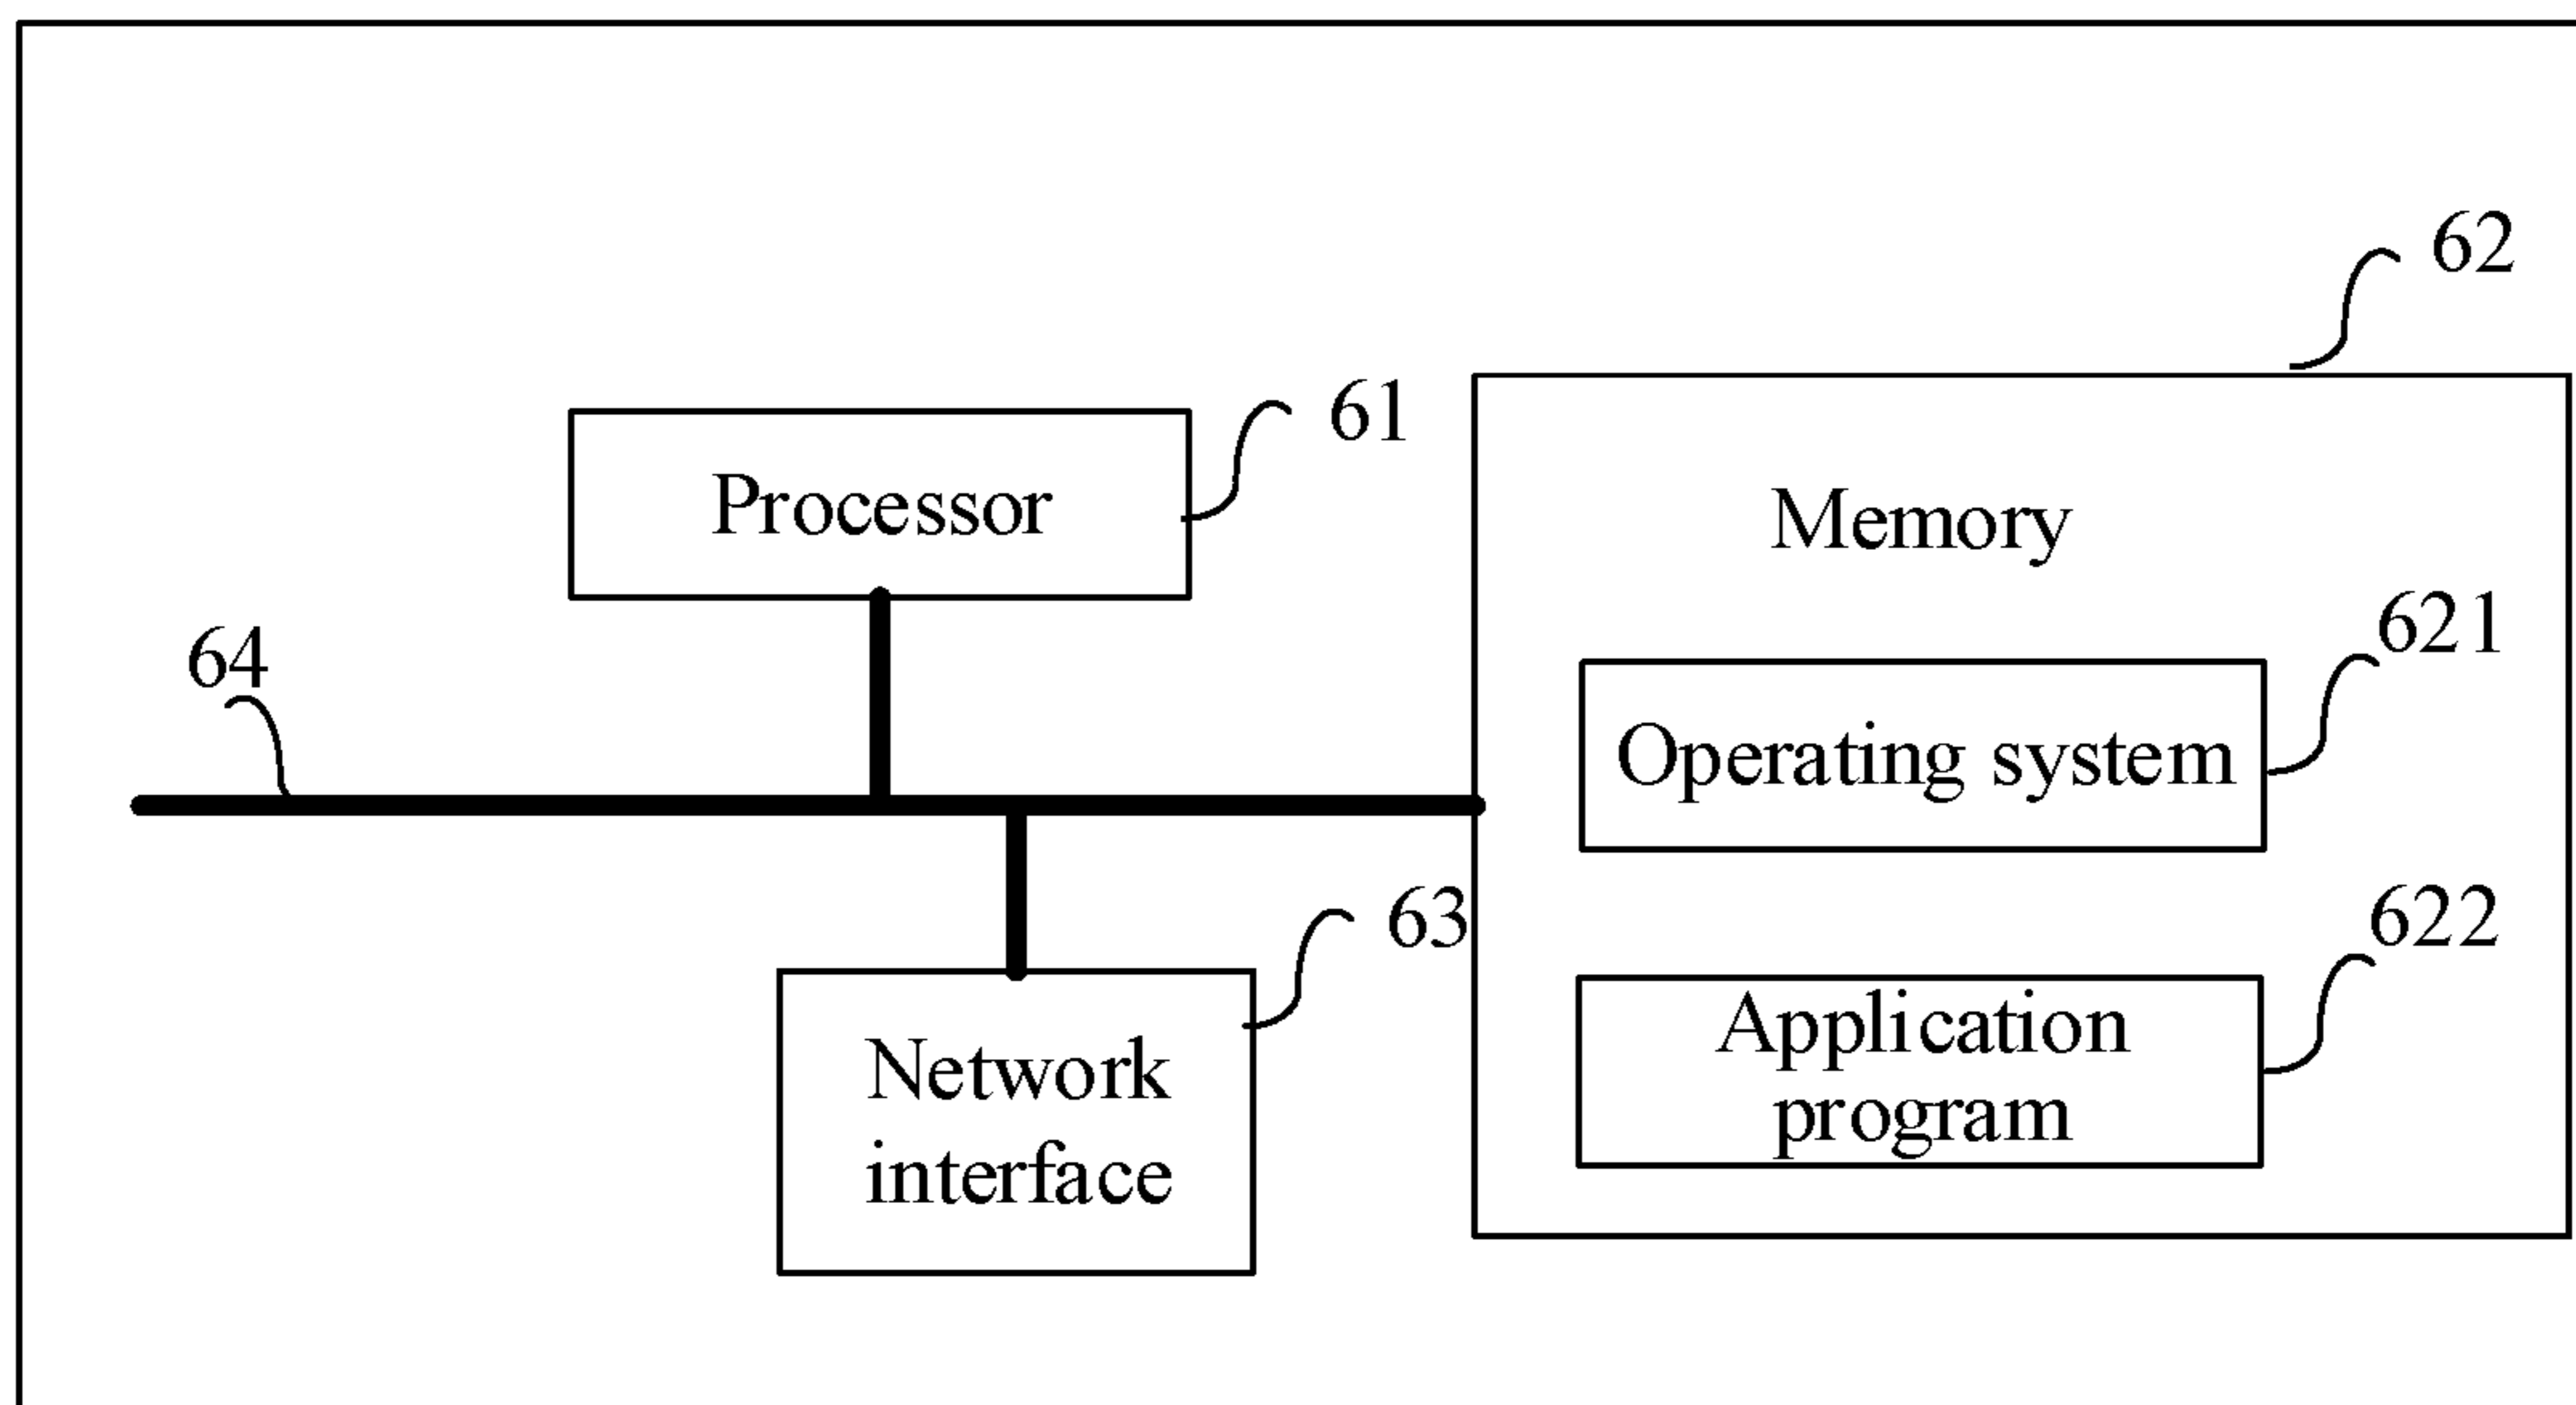 62
61
Processor
Memory
621
64
Operating system
63
622
Application
program
Network
interface